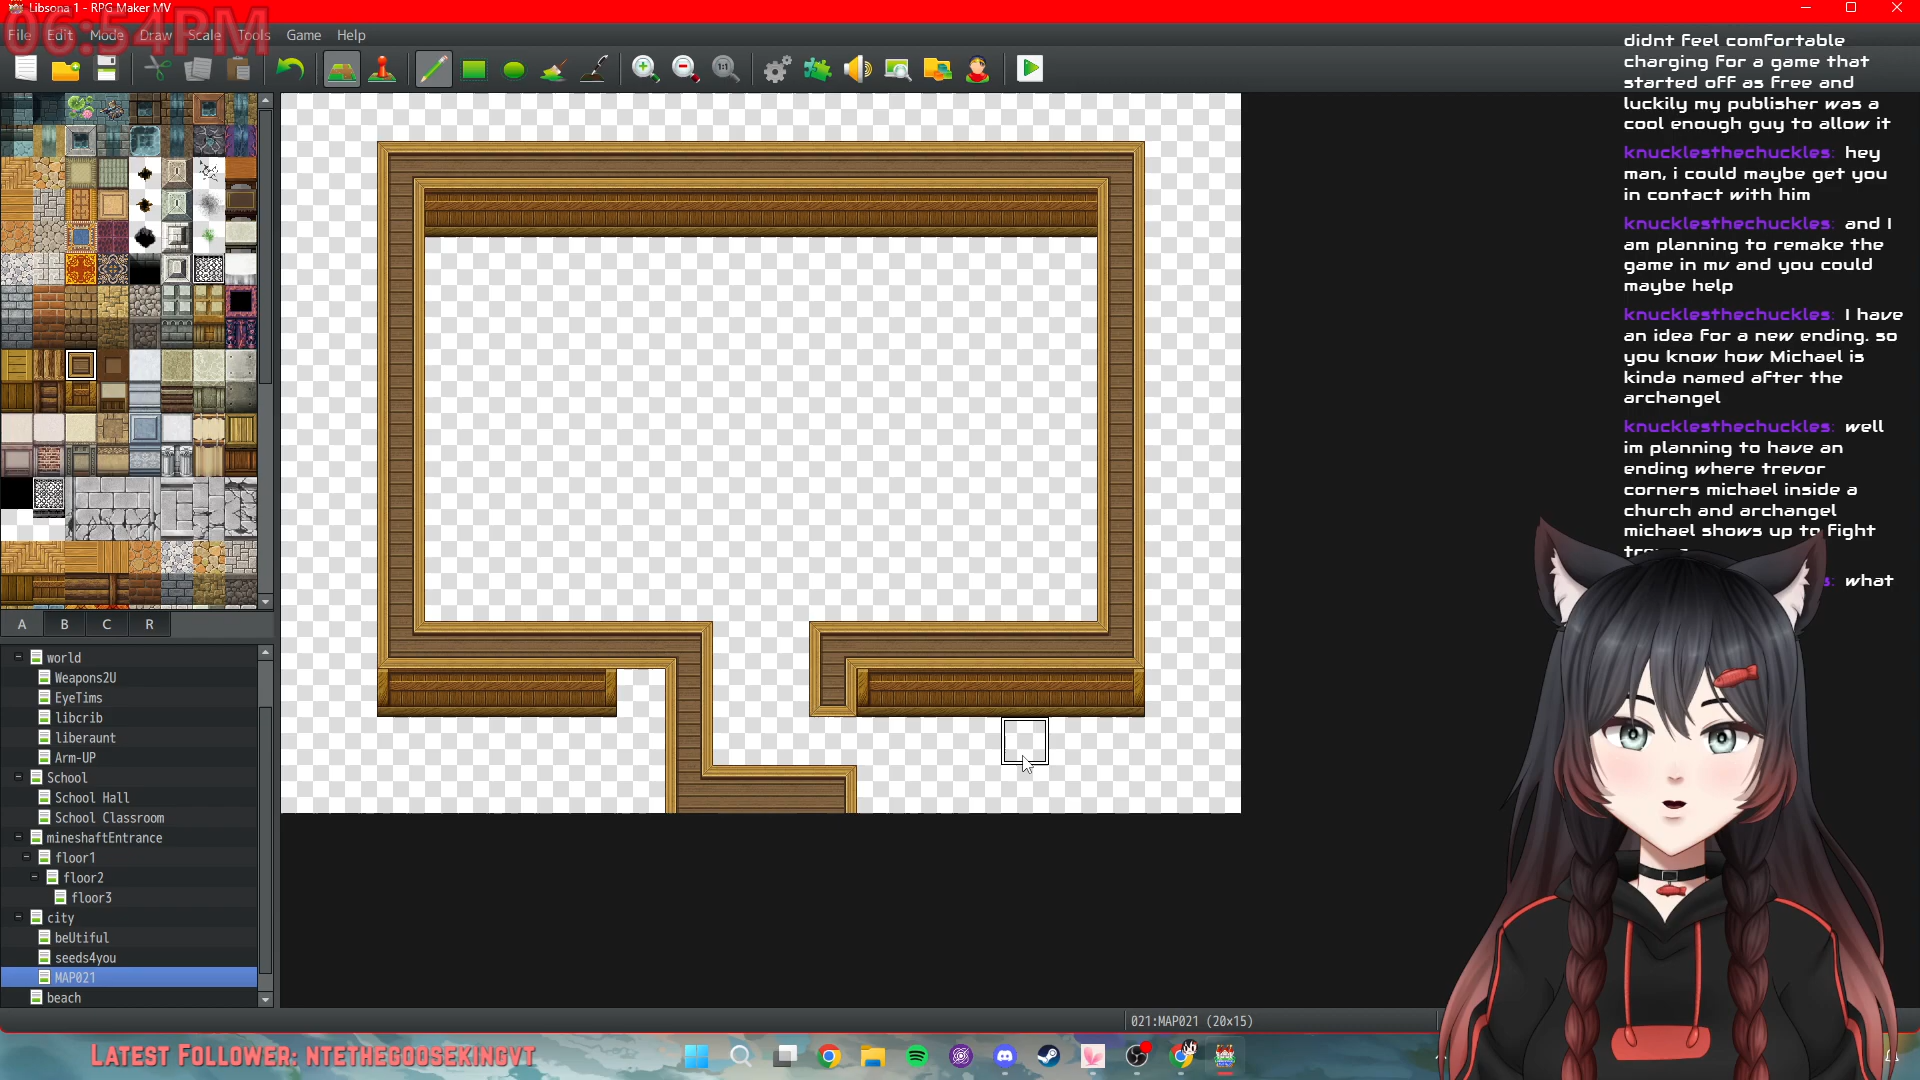 Libsona 1 - RPG Maker MV
06:54PM
File Edit Mode Draw Scale Tools Game Help
A B C R
world
Weapons2U
EyeTims
libcrib
liberaunt
Arm-UP
School
School Hall
School Classroom
mineshaftEntrance
floor1
floor2
floor3
city
beUtiful
seeds4you
MAP021
beach
021:MAP021 (20x15)
didnt feel comfortable
charging for a game that
started off as free and
luckily my publisher was a
cool enough guy to allow it
knucklesthechuckles: hey
man, i could maybe get you
in contact with him
knucklesthechuckles: and I
am planning to remake the
game in mv and you could
maybe help
knucklesthechuckles: I have
an idea for a new ending. so
you know how Michael is
kinda named after the
archangel
knucklesthechuckles: well
im planning to have an
ending where trevor
corners michael inside a
church and archangel
michael shows up to fight
what
Latest Follower: ntethegoosekingvt